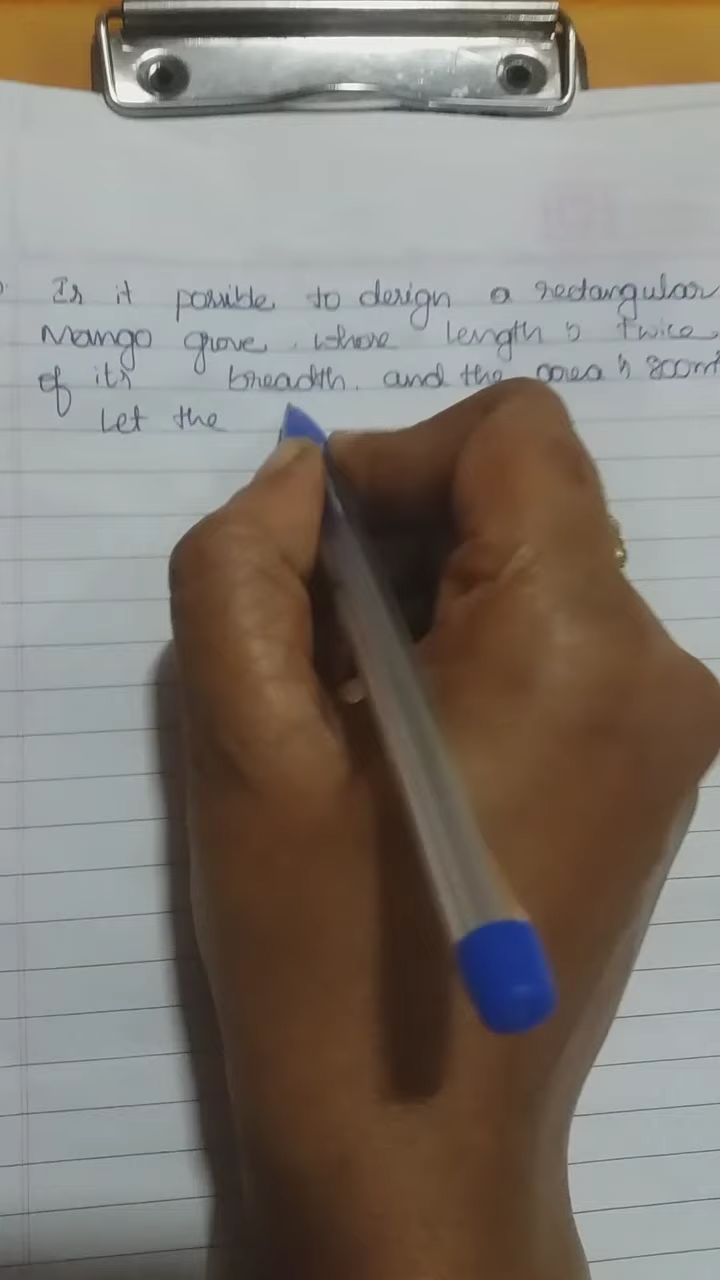 Is it possible to design a rectangular
Mango grove. whose length is twice
of its breadth. and the area is 800m
Let the